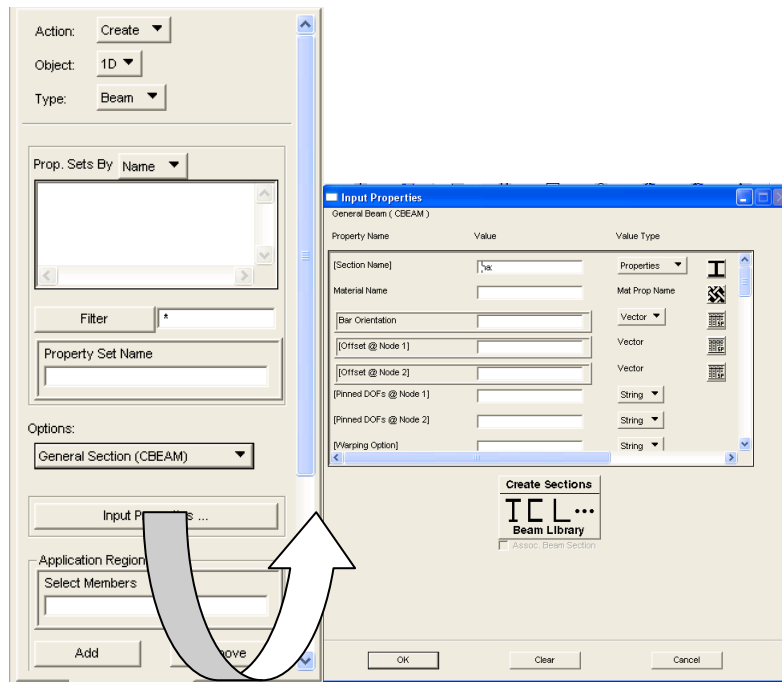 Action: Create
Object: 1D
Type: Beam
Prop. Sets By Name
Filter *
Property Set Name
Options:
General Section (CBEAM)
Input
Application Region
Select Members
Add
Input Properties
General Beam ( CBEAM )
Property Name Value Value Type
[Section Name] Properties
Material Name Mat Prop Name
Bar Orientation Vector
[Offset @ Node 1] Vector
[Offset @ Node 2] Vector
[Pinned DOFs @ Node 1] String
[Pinned DOFs @ Node 2] String
[Warping Option] String
Create Sections
Beam Library
Assoc. Beam Section
OK Clear Cancel